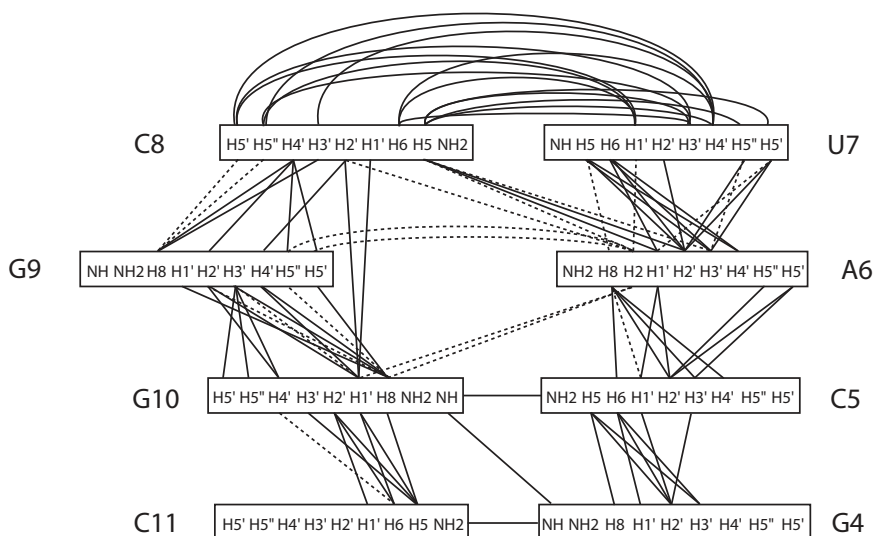 C8 H5' H5" H4' H3' H2' H1' H6 H5 NH2 NH H5 H6 H1' H2' H3' H4' H5" H5' U7
G9 NH NH2 H8 H1' H2' H3' H4' H5" H5' NH2 H8 H2 H1' H2' H3' H4' H5" H5' A6
G10 H5' H5" H4' H3' H2' H1' H8 NH2 NH NH2 H5 H6 H1' H2' H3' H4' H5" H5' C5
C11 H5' H5" H4' H3' H2' H1' H6 H5 NH2 NH NH2 H8 H1' H2' H3' H4' H5" H5' G4